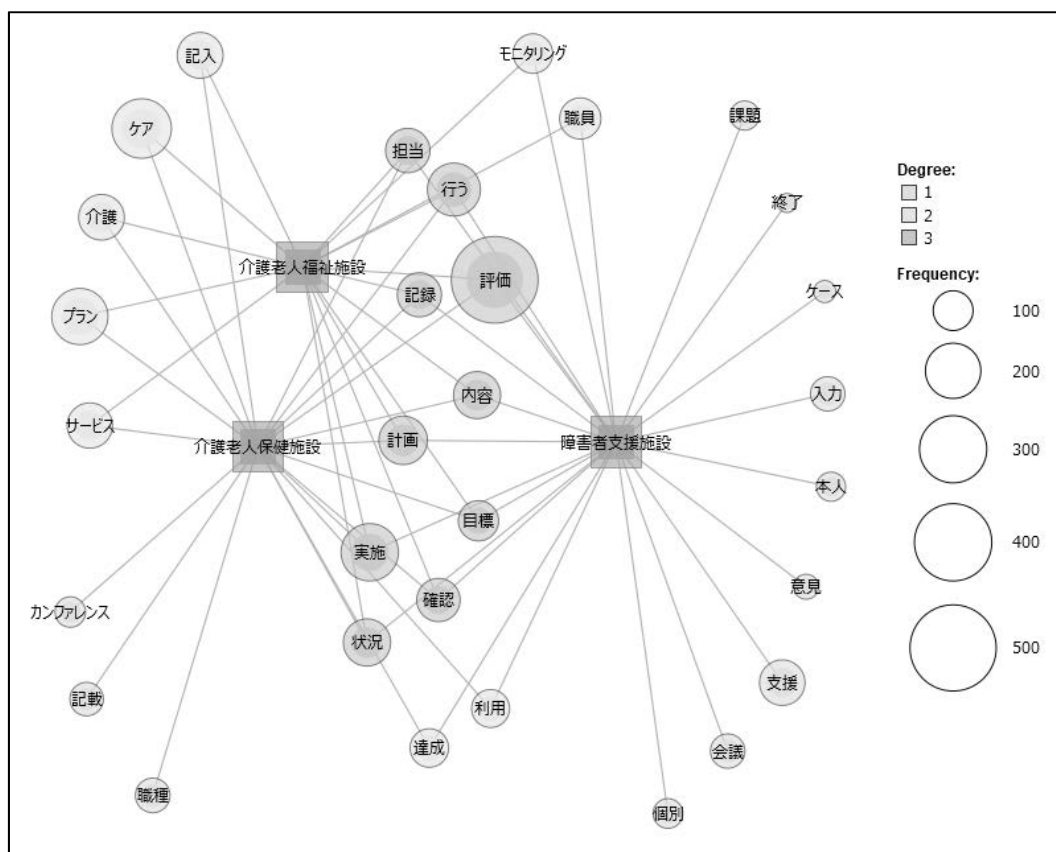 記入
モニタリング
ケア
職員
課題
担当
行う
終了
介護
介護老人福祉施設
評価
記録
ケース
プラン
内容
入力
サービス
介護老人保健施設
計画
障害者支援施設
本人
目標
実施
確認
意見
カンファレンス
状況
支援
記載
利用
達成
会議
職種
個別
Degree:
1
2
3
Frequency:
100
200
300
400
500